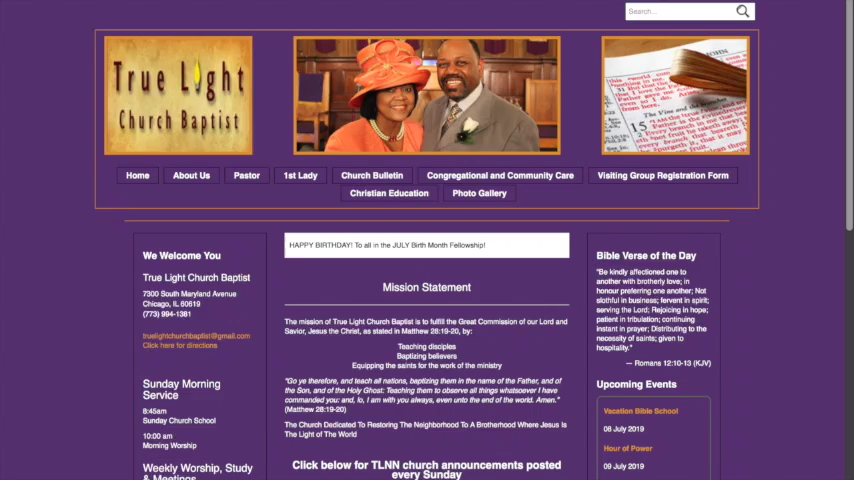 Search...
True Light
Church Baptist
JOHN
The Vine and the Branches
Home
About Us
Pastor
1st Lady
Church Bulletin
Congregational and Community Care
Visiting Group Registration Form
Christian Education
Photo Gallery
We Welcome You
True Light Church Baptist
7300 South Maryland Avenue
Chicago, IL 60619
(773) 994-1381
truelightchurchbaptist@gmail.com
Click here for directions
Sunday Morning
Service
8:45am
Sunday Church School
10:00 am
Morning Worship
Weekly Worship, Study
& Meetings
HAPPY BIRTHDAY! To all in the JULY Birth Month Fellowship!
Mission Statement
The mission of True Light Church Baptist is to fulfill the Great Commission of our Lord and
Savior, Jesus the Christ, as stated in Matthew 28:19-20, by:
Teaching disciples
Baptizing believers
Equipping the saints for the work of the ministry
"Go ye therefore, and teach all nations, baptizing them in the name of the Father, and of
the Son, and of the Holy Ghost: Teaching them to observe all things whatsoever I have
commanded you: and, lo, I am with you always, even unto the end of the world. Amen."
(Matthew 28:19-20)
The Church Dedicated To Restoring The Neighborhood To A Brotherhood Where Jesus Is
The Light of The World
Click below for TLNN church announcements posted
every Sunday
Bible Verse of the Day
"Be kindly affectioned one to
another with brotherly love; in
honour preferring one another; Not
slothful in business; fervent in spirit;
serving the Lord; Rejoicing in hope;
patient in tribulation; continuing
instant in prayer; Distributing to the
necessity of saints; given to
hospitality."
— Romans 12:10-13 (KJV)
Upcoming Events
Vacation Bible School
08 July 2019
Hour of Power
09 July 2019